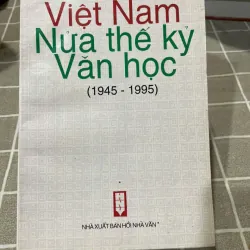 Việt Nam
Nửa thế kỷ
Văn học
(1945 - 1995)
NHÀ XUẤT BẢN HỘI NHÀ VĂN